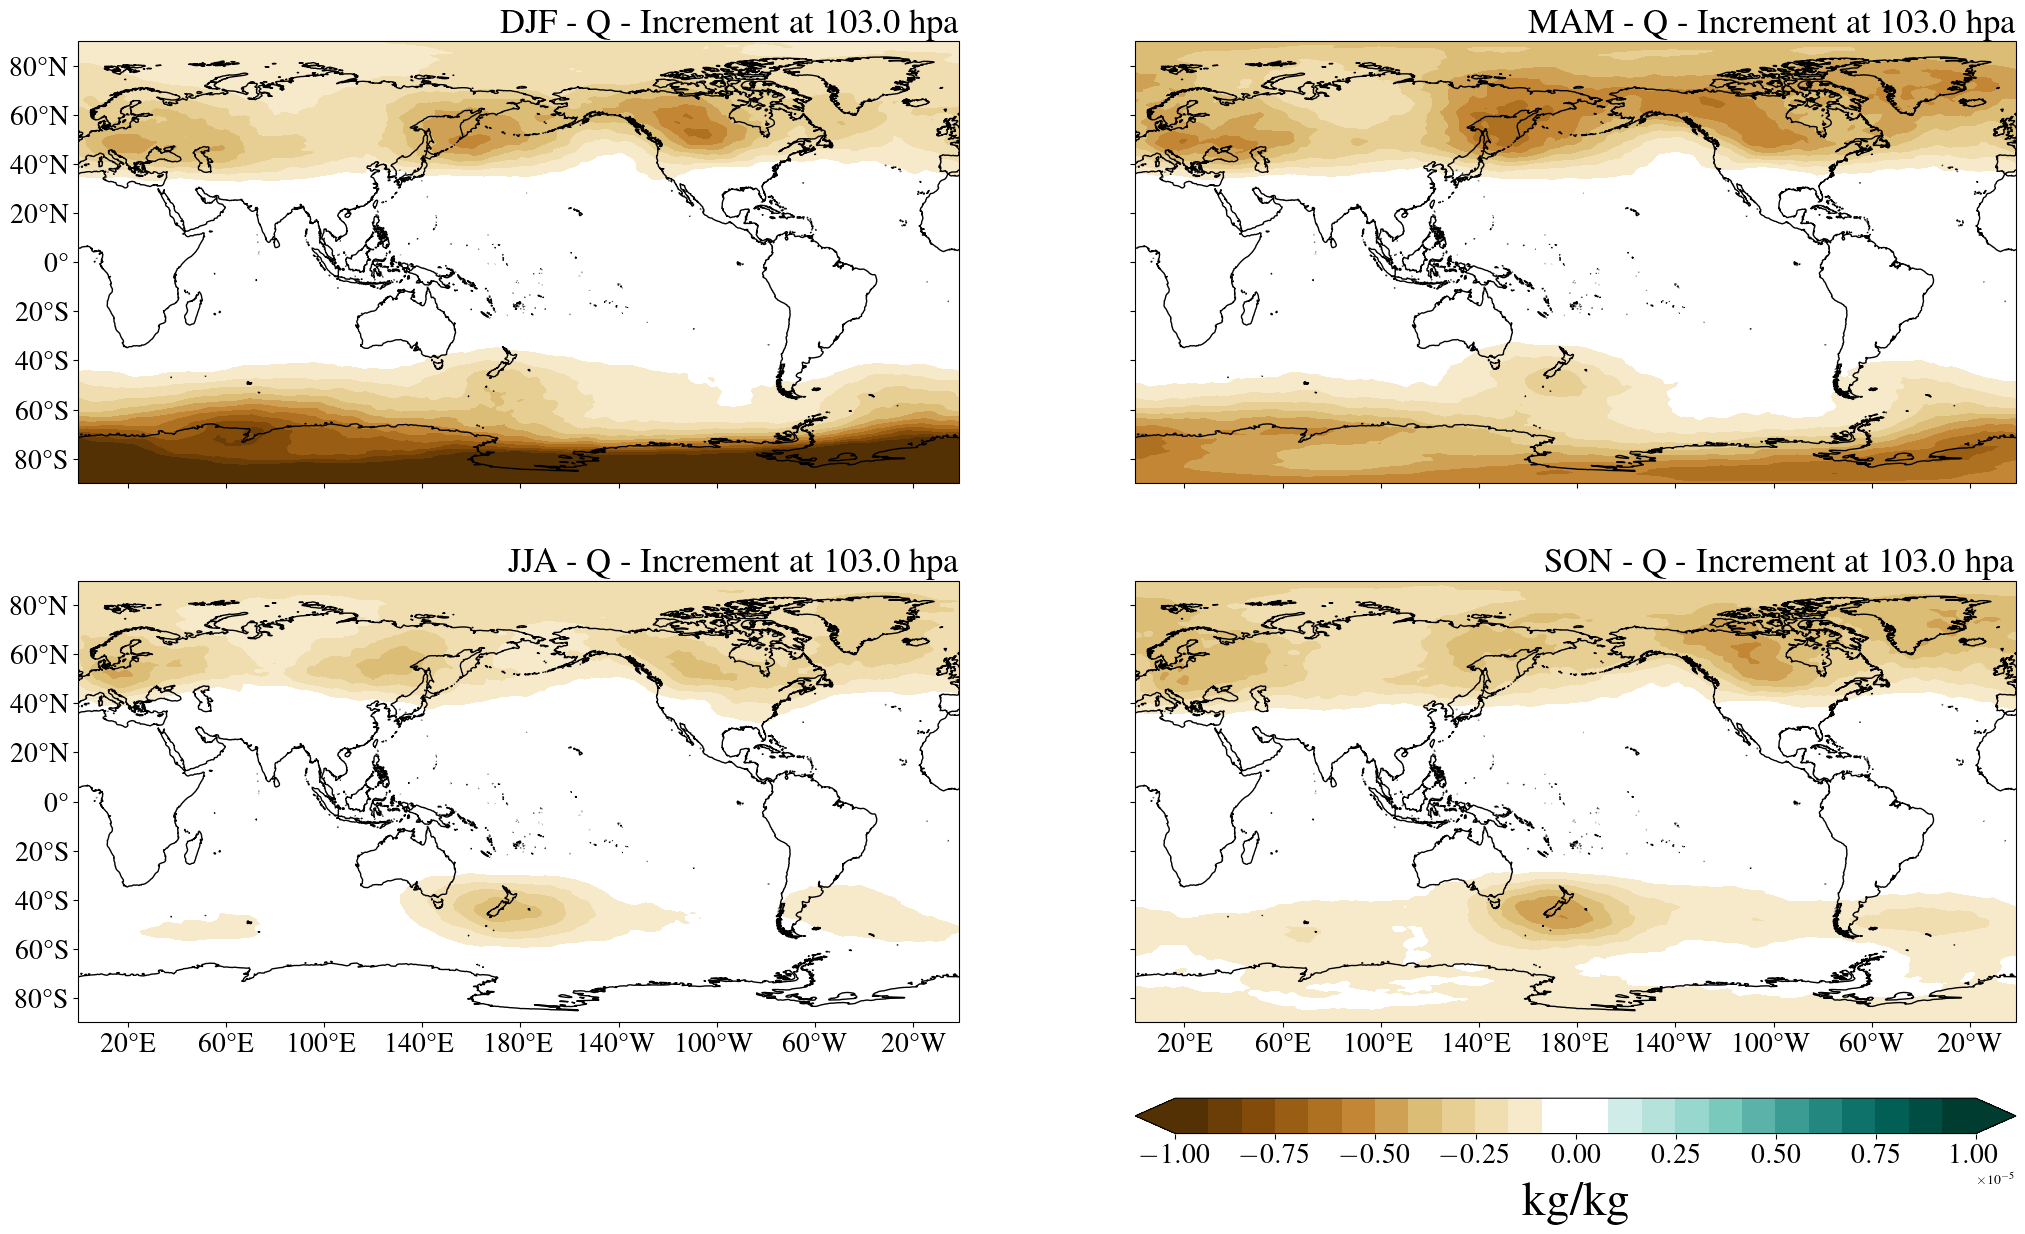 DJF - Q - Increment at 103.0 hpa
MAM - Q - Increment at 103.0 hpa
80°N
60°N
40°N
20°N
0°
20°S
40°S
60°S
80°S
JJA - Q - Increment at 103.0 hpa
SON - Q - Increment at 103.0 hpa
80°N
60°N
40°N
20°N
0°
20°S
40°S
60°S
80°S
20°E 60°E 100°E 140°E 180°E 140°W 100°W 60°W 20°W
20°E 60°E 100°E 140°E 180°E 140°W 100°W 60°W 20°W
−1.00 −0.75 −0.50 −0.25 0.00 0.25 0.50 0.75 1.00
×10⁻⁵
kg/kg